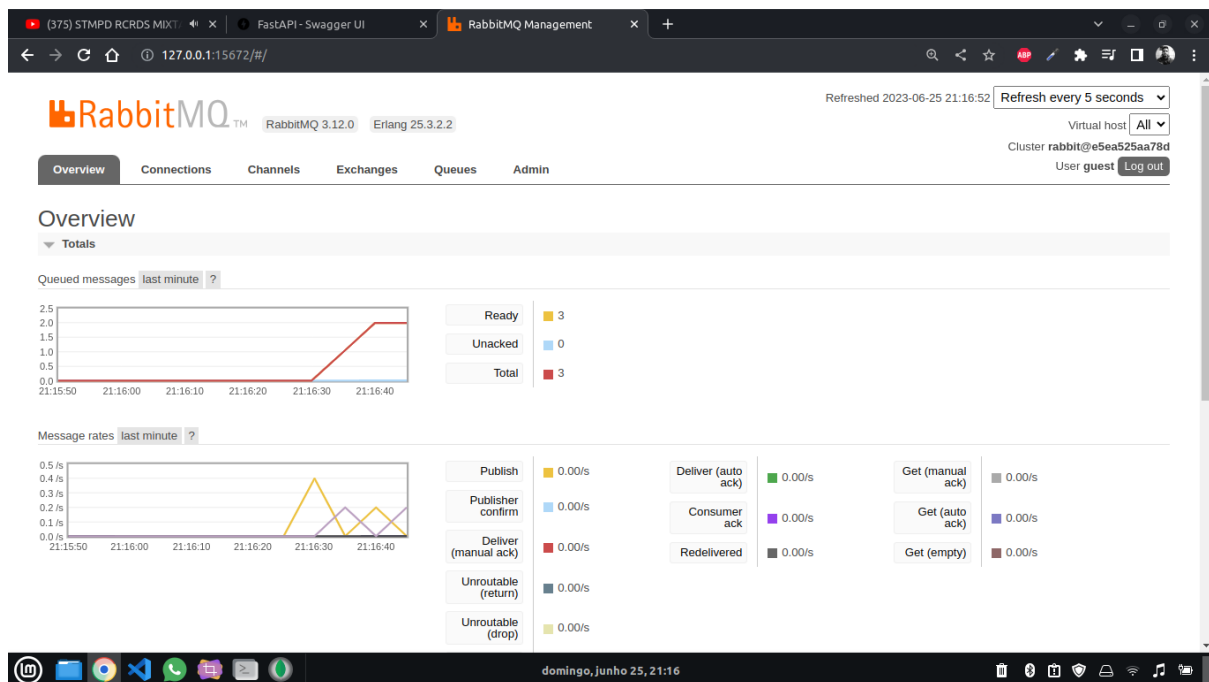 (375) STMPD RCRDS MIXT
FastAPI - Swagger UI
RabbitMQ Management
127.0.0.1:15672/#/
ABP
RabbitMQ TM
RabbitMQ 3.12.0 Erlang 25.3.2.2
Refreshed 2023-06-25 21:16:52 Refresh every 5 seconds
Virtual host All
Cluster rabbit@e5ea525aa78d
User guest Log out
Overview Connections Channels Exchanges Queues Admin
Overview
Totals
Queued messages last minute ?
2.5
2.0
1.5
1.0
0.5
0.0
21:15:50 21:16:00 21:16:10 21:16:20 21:16:30 21:16:40
Ready 3
Unacked 0
Total 3
Message rates last minute ?
0.5 /s
0.4 /s
0.3 /s
0.2 /s
0.1 /s
0.0 /s
21:15:50 21:16:00 21:16:10 21:16:20 21:16:30 21:16:40
Publish 0.00/s
Publisher
confirm 0.00/s
Deliver
(manual ack) 0.00/s
Unroutable
(return) 0.00/s
Unroutable
(drop) 0.00/s
Deliver (auto
ack) 0.00/s
Consumer
ack 0.00/s
Redelivered 0.00/s
Get (manual
ack) 0.00/s
Get (auto
ack) 0.00/s
Get (empty) 0.00/s
domingo, junho 25, 21:16